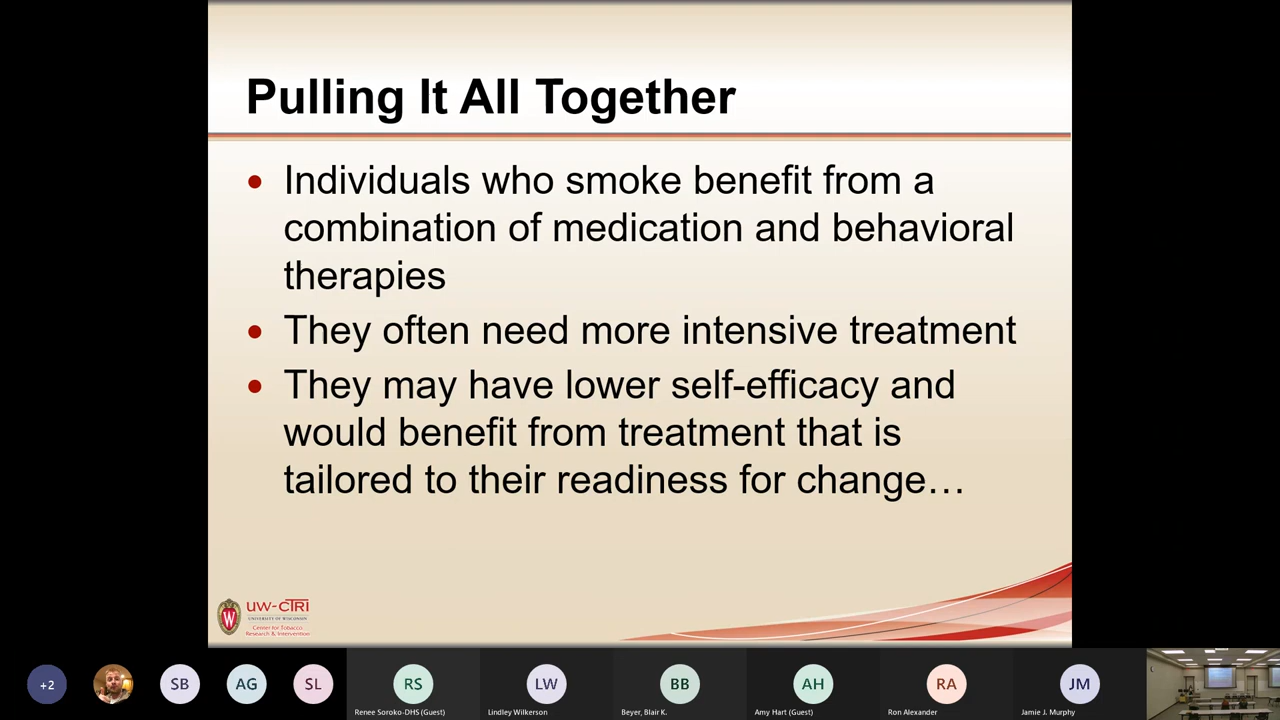 Pulling It All Together
Individuals who smoke benefit from a
combination of medication and behavioral
therapies
They often need more intensive treatment
They may have lower self-efficacy and
would benefit from treatment that is
tailored to their readiness for change…
UW-CTRI
UNIVERSITY OF WISCONSIN
Center for Tobacco
Research & Intervention
+2
SB
AG
SL
RS
LW
BB
AH
RA
JM
Renee Soroko-DHS (Guest)
Lindley Wilkerson
Beyer, Blair K.
Amy Hart (Guest)
Ron Alexander
Jamie J. Murphy